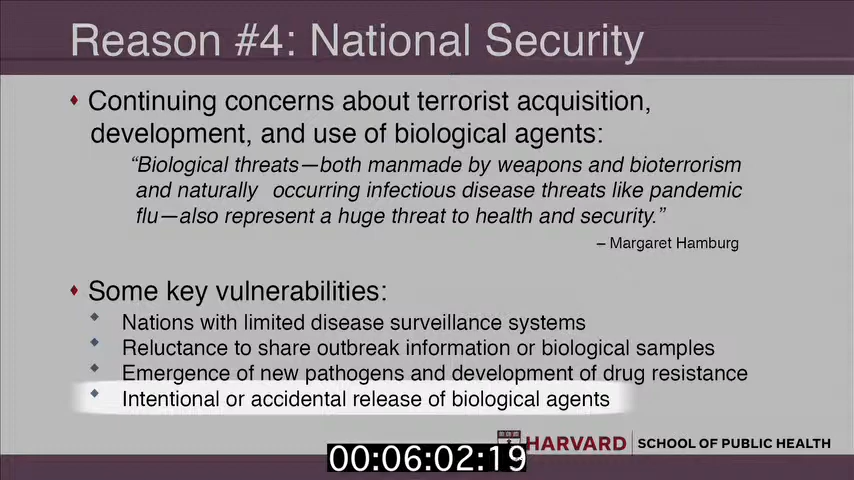 Reason #4: National Security
Continuing concerns about terrorist acquisition,
development, and use of biological agents:
“Biological threats—both manmade by weapons and bioterrorism
and naturally occurring infectious disease threats like pandemic
flu—also represent a huge threat to health and security.”
– Margaret Hamburg
Some key vulnerabilities:
Nations with limited disease surveillance systems
Reluctance to share outbreak information or biological samples
Emergence of new pathogens and development of drug resistance
Intentional or accidental release of biological agents
HARVARD SCHOOL OF PUBLIC HEALTH
00:06:02:19